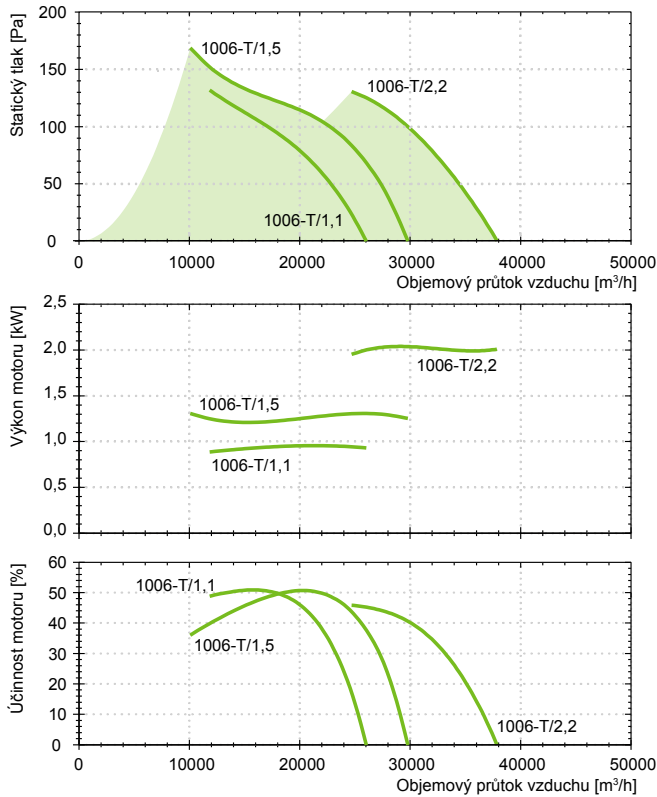 Statický tlak [Pa]
200
150
100
50
0
1006-T/1,5
1006-T/2,2
1006-T/1,1
0 10000 20000 30000 40000 50000
Objemový průtok vzduchu [m³/h]
Výkon motoru [kW]
2,5
2,0
1,5
1,0
0,5
0,0
1006-T/2,2
1006-T/1,5
1006-T/1,1
Účinnost motoru [%]
60
50
40
30
20
10
0
1006-T/1,1
1006-T/1,5
1006-T/2,2
0 10000 20000 30000 40000 50000
Objemový průtok vzduchu [m³/h]